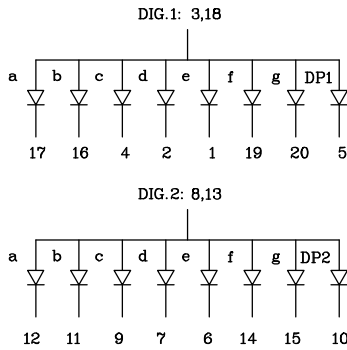 DIG.1: 3,18
a b c d e f g DP1
17 16 4 2 1 19 20 5
DIG.2: 8,13
a b c d e f g DP2
12 11 9 7 6 14 15 10